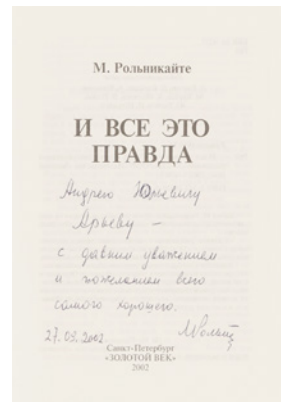 М. Рольникайте
И ВСЕ ЭТО
ПРАВДА
Андрею Юрьевичу
Арьеву —
с давним уважением
и пожеланием всего
самого хорошего.
27.09.2002
Санкт-Петербург
«ЗОЛОТОЙ ВЕК»
2002